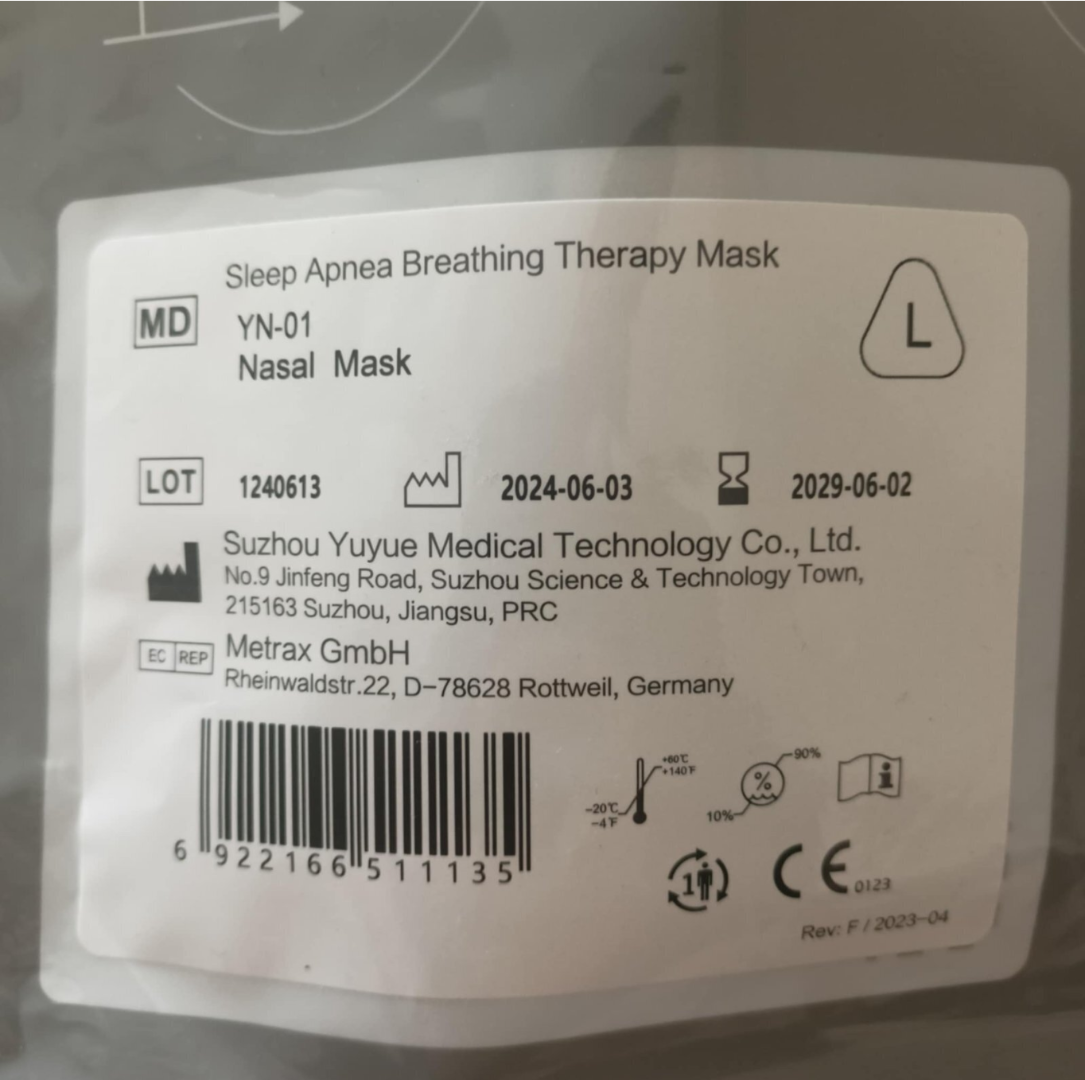 Sleep Apnea Breathing Therapy Mask
MD
YN-01
Nasal Mask
L
LOT 1240613 2024-06-03 2029-06-02
Suzhou Yuyue Medical Technology Co., Ltd.
No.9 Jinfeng Road, Suzhou Science & Technology Town,
215163 Suzhou, Jiangsu, PRC
EC REP Metrax GmbH
Rheinwaldstr.22, D-78628 Rottweil, Germany
6 922166 511135
+60℃
+140℉
-20℃
-4℉
90%
%
10%
i
1
CE 0123
Rev: F / 2023-04